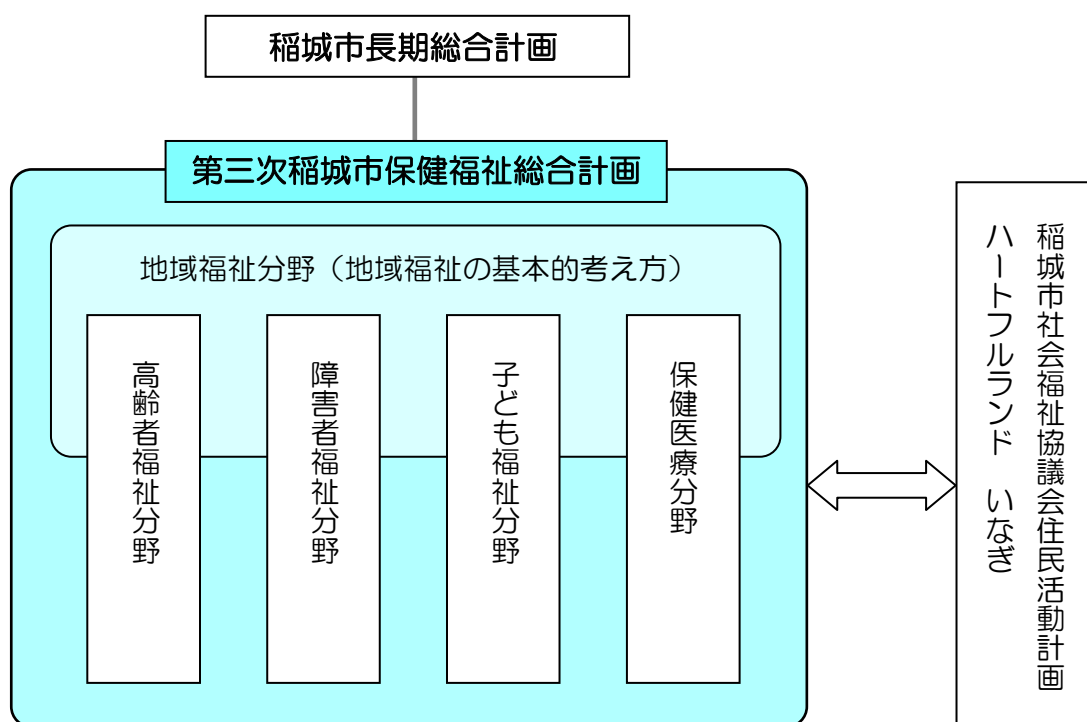 稲城市長期総合計画
第三次稲城市保健福祉総合計画
地域福祉分野（地域福祉の基本的考え方）
高齢者福祉分野
障害者福祉分野
子ども福祉分野
保健医療分野
稲城市社会福祉協議会住民活動計画
ハートフルランド　いなぎ